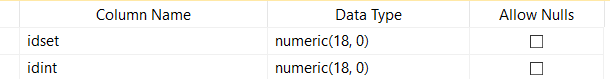 Column Name Data Type Allow Nulls
idset numeric(18, 0)
idint numeric(18, 0)